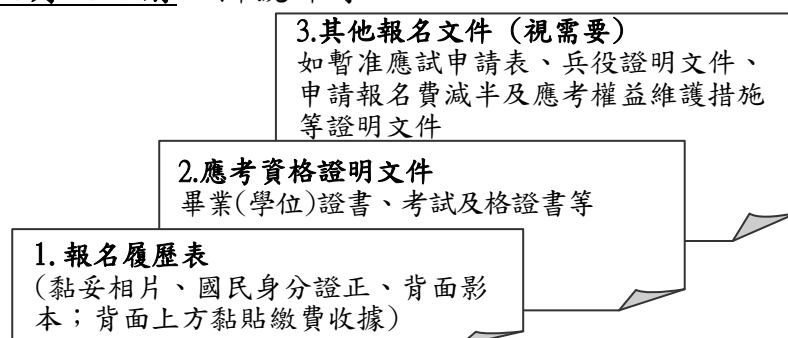 3.其他報名文件（視需要）
如暫准應試申請表、兵役證明文件、
申請報名費減半及應考權益維護措施
等證明文件
2.應考資格證明文件
畢業(學位)證書、考試及格證書等
1.報名履歷表
(黏妥相片、國民身分證正、背面影
本；背面上方黏貼繳費收據)